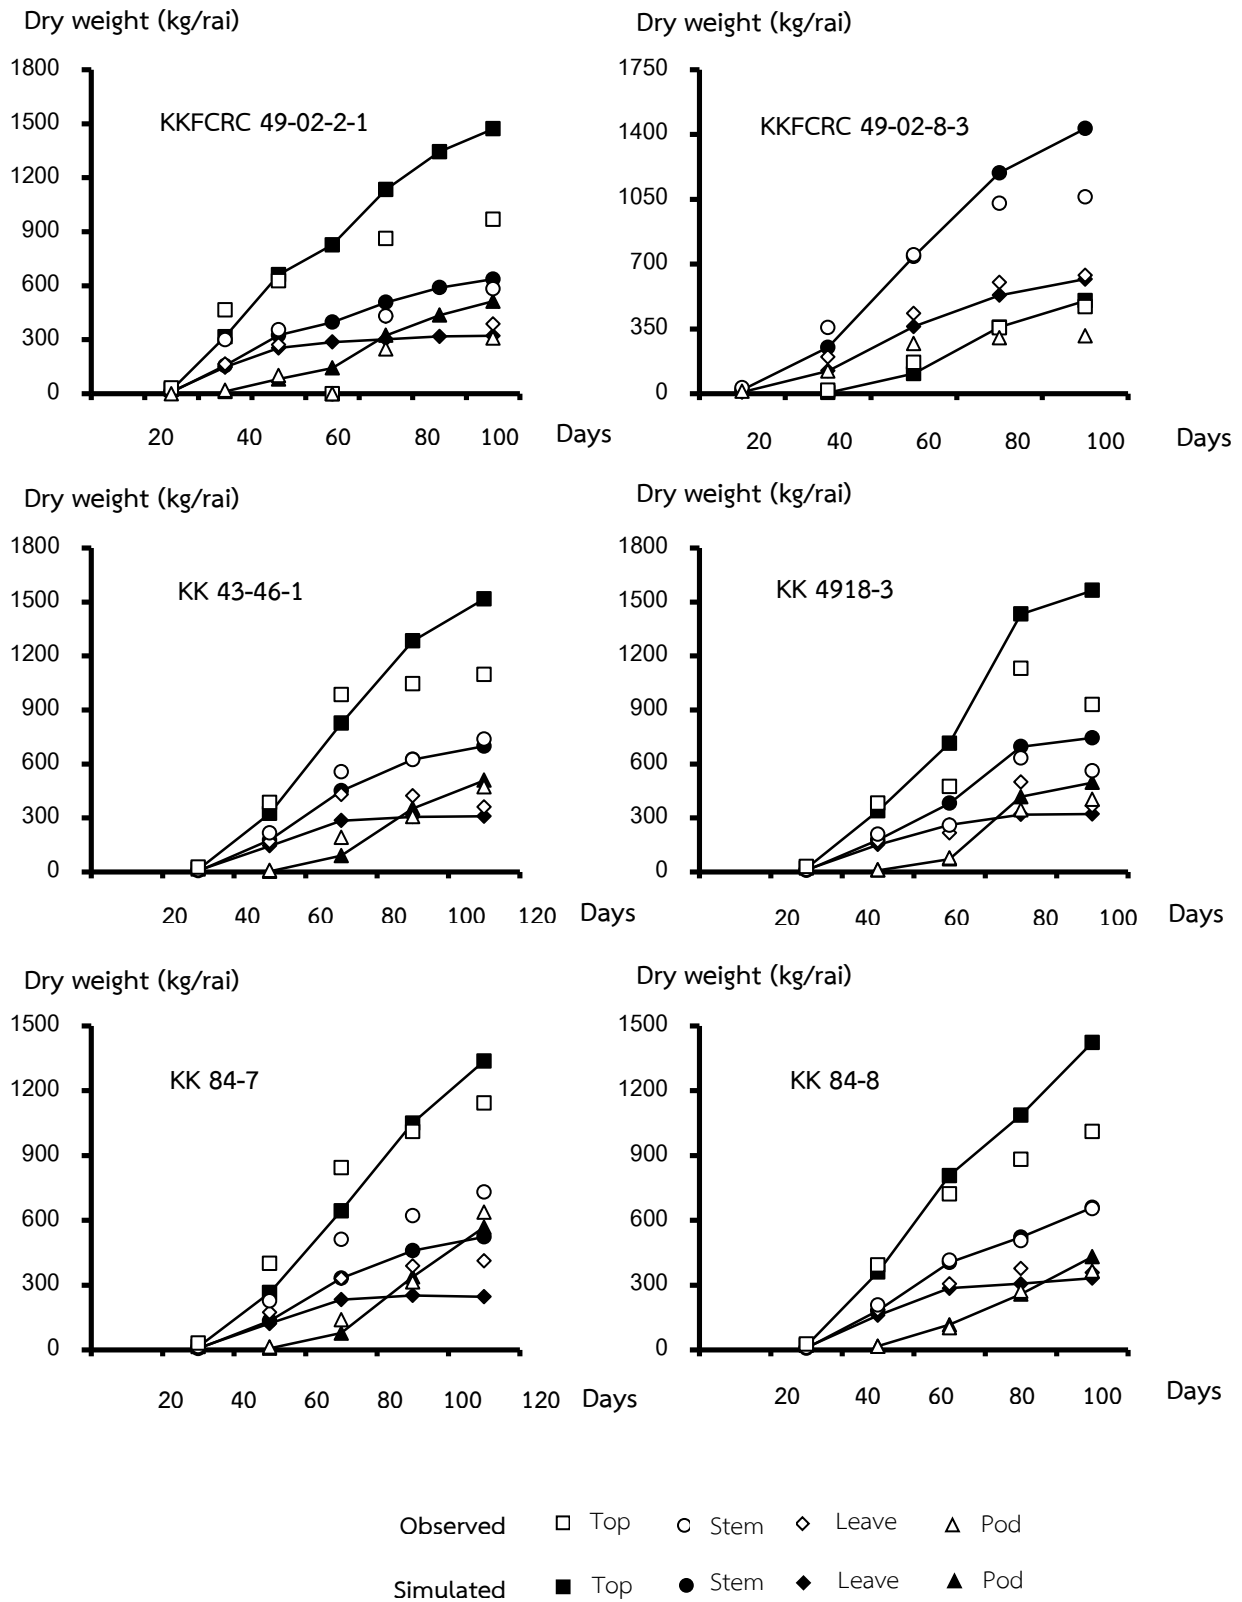 Dry weight (kg/rai)
1800
1500
1200
900
600
300
0
KKFCRC 49-02-2-1
20 40 60 80 100 Days
Dry weight (kg/rai)
1750
1400
1050
700
350
0
KKFCRC 49-02-8-3
20 40 60 80 100 Days
Dry weight (kg/rai)
1800
1500
1200
900
600
300
0
KK 43-46-1
20 40 60 80 100 120 Days
Dry weight (kg/rai)
1800
1500
1200
900
600
300
0
KK 4918-3
20 40 60 80 100 Days
Dry weight (kg/rai)
1500
1200
900
600
300
0
KK 84-7
20 40 60 80 100 120 Days
Dry weight (kg/rai)
1500
1200
900
600
300
0
KK 84-8
20 40 60 80 100 Days
Observed Top Stem Leave Pod
Simulated Top Stem Leave Pod